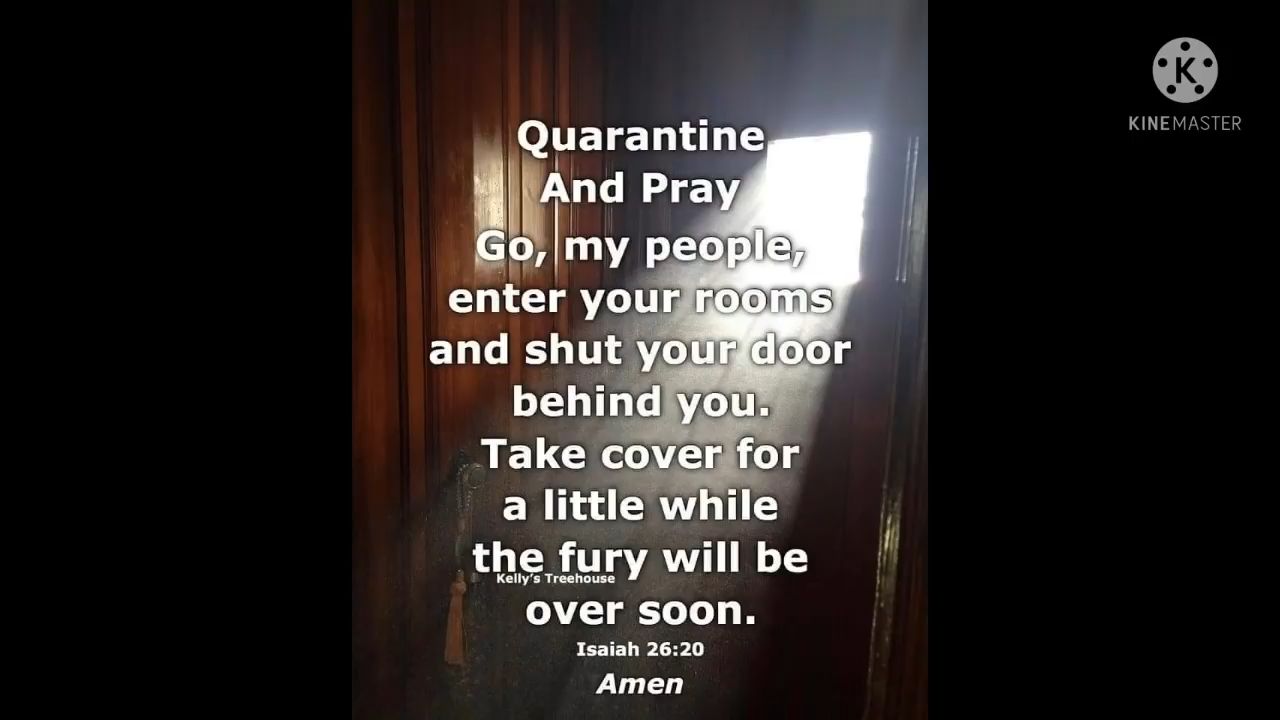 Quarantine
And Pray
Go, my people,
enter your rooms
and shut your door
behind you.
Take cover for
a little while
the fury will be
Kelly's Treehouse
over soon.
Isaiah 26:20
Amen
K
KINEMASTER